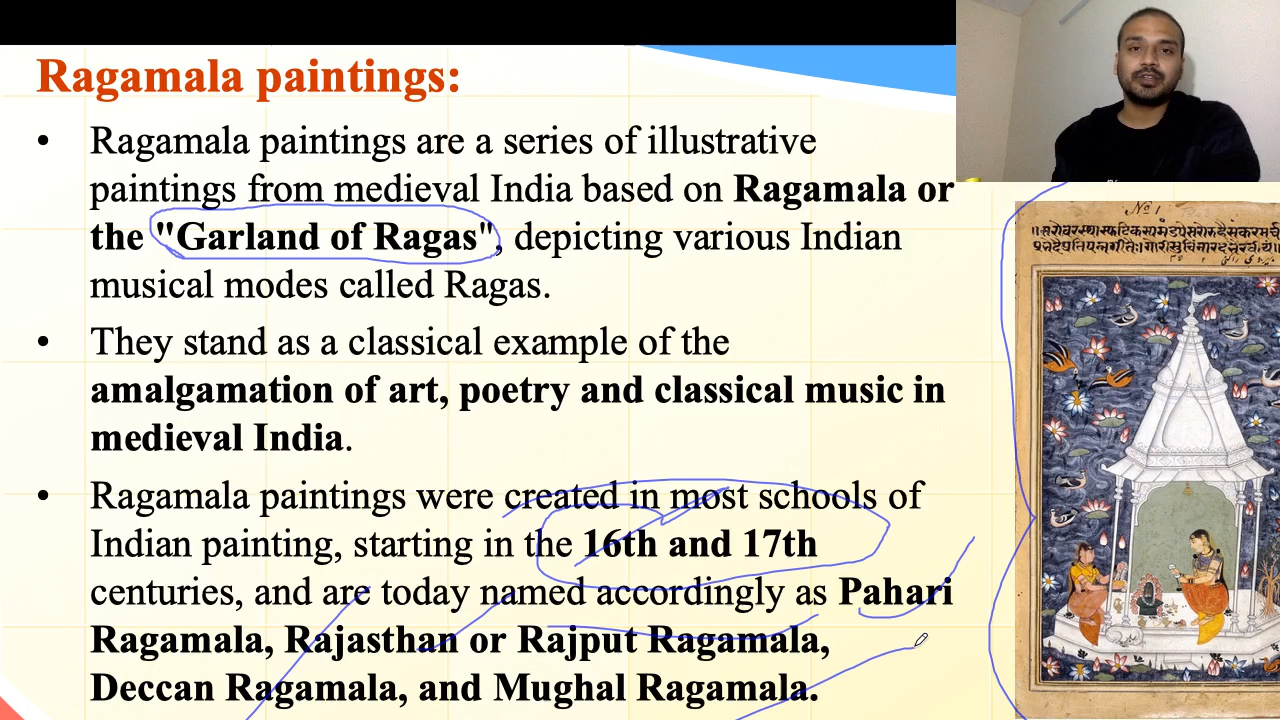 Ragamala paintings:
• Ragamala paintings are a series of illustrative
paintings from medieval India based on Ragamala or
the "Garland of Ragas", depicting various Indian
musical modes called Ragas.
• They stand as a classical example of the
amalgamation of art, poetry and classical music in
medieval India.
• Ragamala paintings were created in most schools of
Indian painting, starting in the 16th and 17th
centuries, and are today named accordingly as Pahari
Ragamala, Rajasthan or Rajput Ragamala,
Deccan Ragamala, and Mughal Ragamala.
No 1